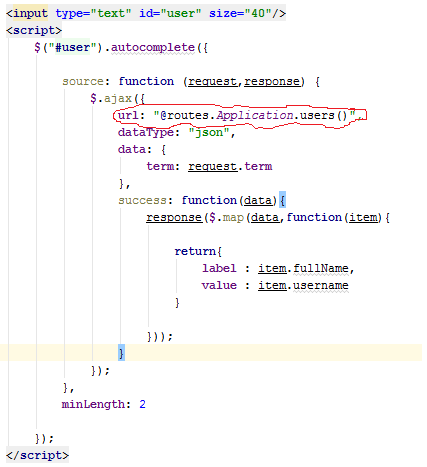 <input type="text" id="user" size="40"/>
<script>
$("#user").autocomplete({
source: function (request,response) {
$.ajax({
url: "@routes.Application.users()",
dataType: "json",
data: {
term: request.term
},
success: function(data){
response($.map(data,function(item){
return{
label : item.fullName,
value : item.username
}
}));
}
});
},
minLength: 2
});
</script>